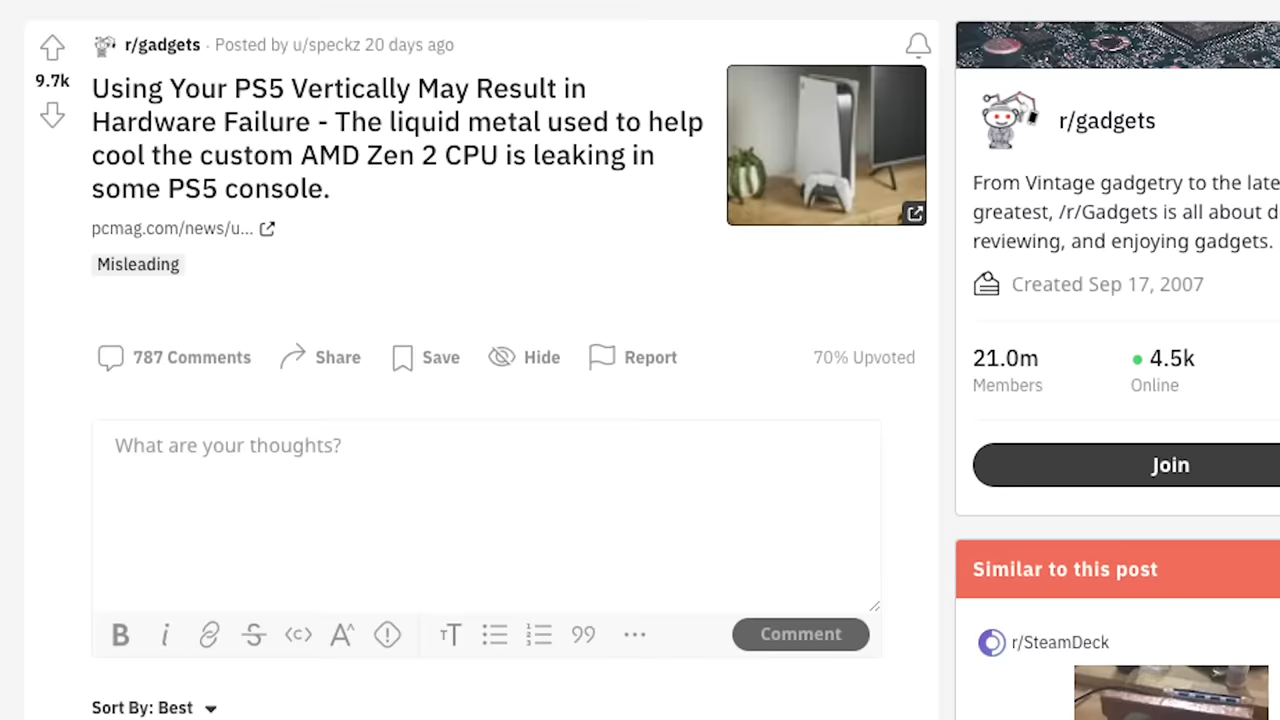 r/gadgets · Posted by u/speckz 20 days ago
9.7k
Using Your PS5 Vertically May Result in
Hardware Failure - The liquid metal used to help
cool the custom AMD Zen 2 CPU is leaking in
some PS5 console.
pcmag.com/news/u...
Misleading
787 Comments
Share
Save
Hide
Report
70% Upvoted
What are your thoughts?
Comment
Sort By: Best
r/gadgets
From Vintage gadgetry to the late
greatest, /r/Gadgets is all about d
reviewing, and enjoying gadgets.
Created Sep 17, 2007
21.0m
Members
4.5k
Online
Join
Similar to this post
r/SteamDeck